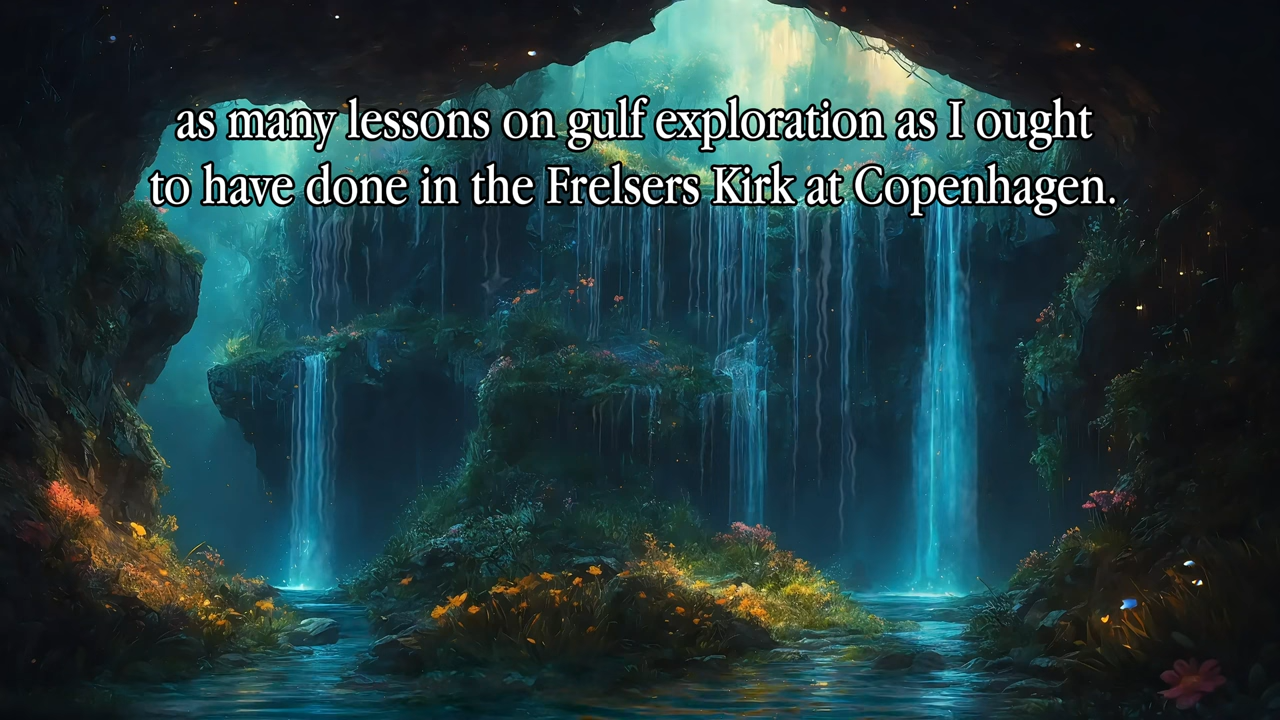 as many lessons on gulf exploration as I ought
to have done in the Frelsers Kirk at Copenhagen.